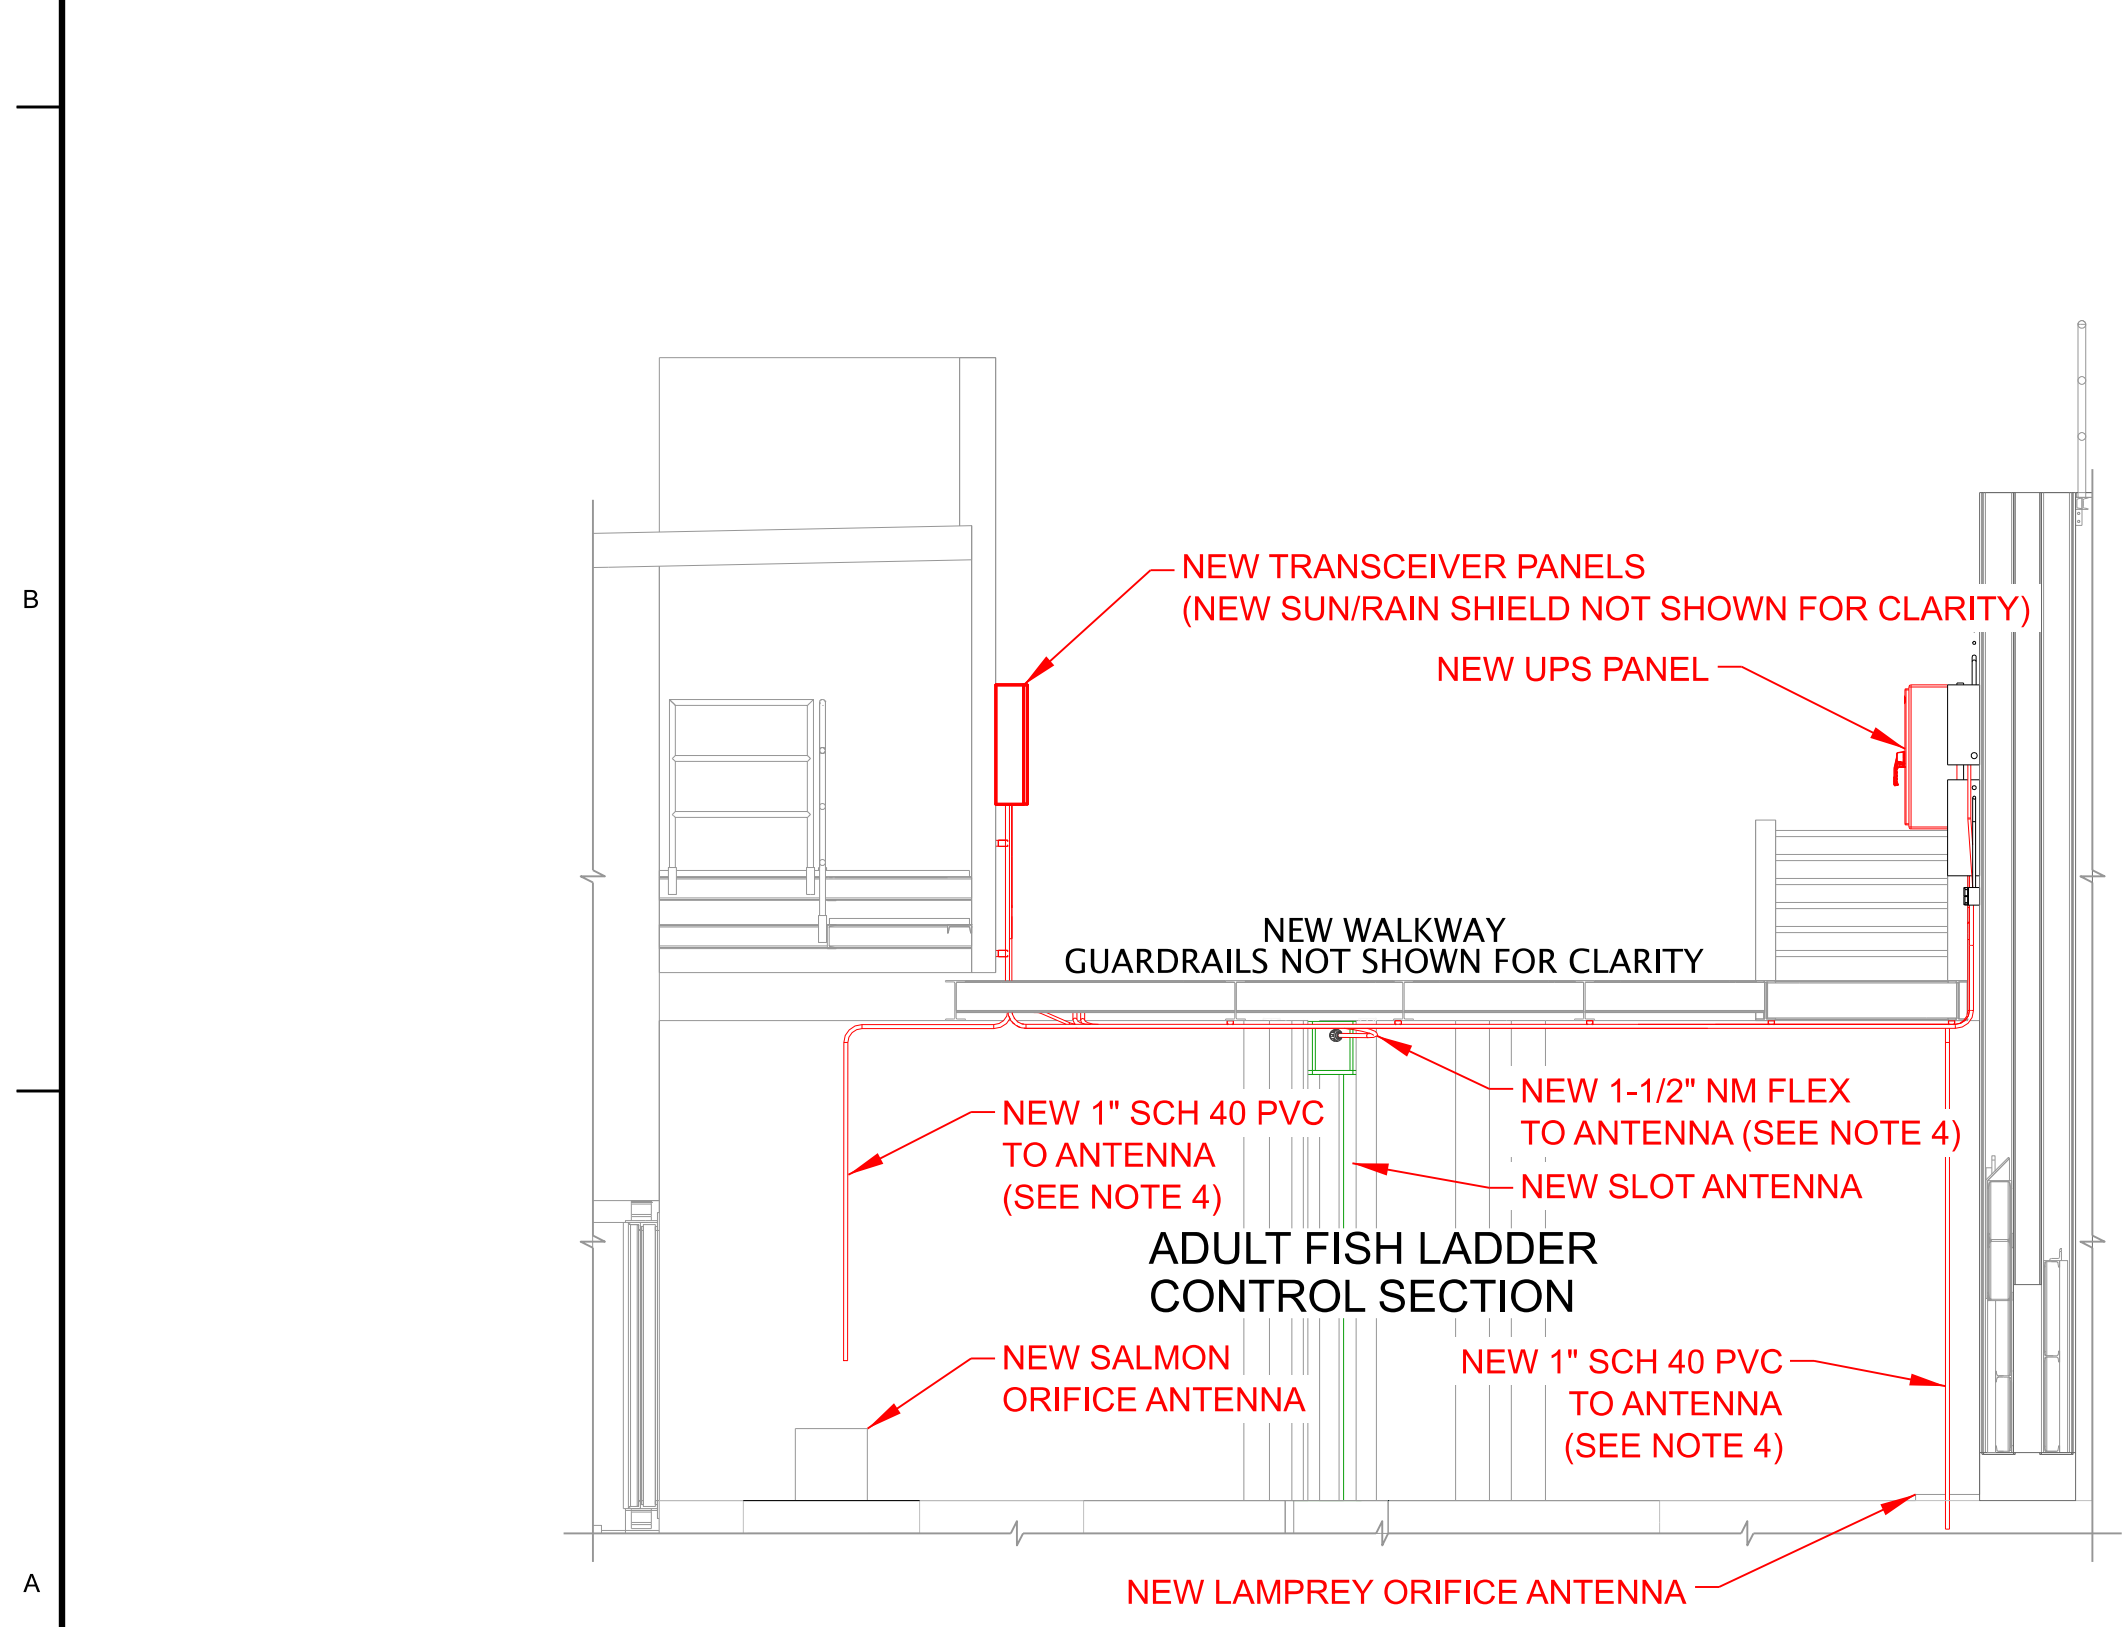 B
NEW TRANSCEIVER PANELS
(NEW SUN/RAIN SHIELD NOT SHOWN FOR CLARITY)
NEW UPS PANEL
NEW WALKWAY
GUARDRAILS NOT SHOWN FOR CLARITY
NEW 1-1/2" NM FLEX
TO ANTENNA (SEE NOTE 4)
NEW 1" SCH 40 PVC
TO ANTENNA
(SEE NOTE 4)
NEW SLOT ANTENNA
ADULT FISH LADDER
CONTROL SECTION
NEW SALMON
ORIFICE ANTENNA
NEW 1" SCH 40 PVC
TO ANTENNA
(SEE NOTE 4)
A
NEW LAMPREY ORIFICE ANTENNA